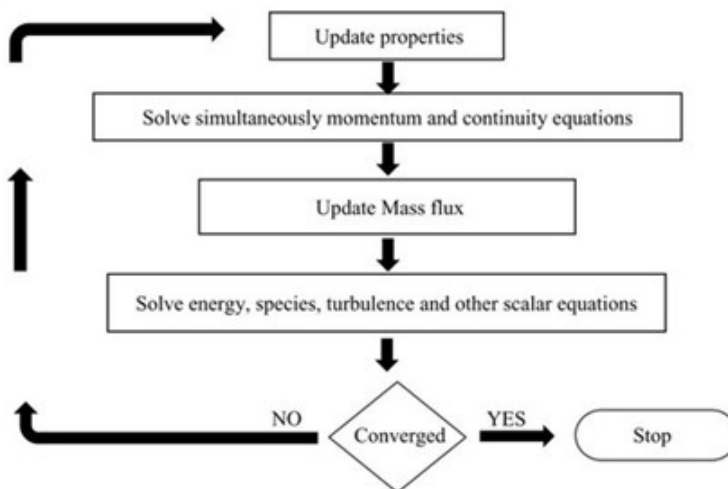 Update properties
Solve simultaneously momentum and continuity equations
Update Mass flux
Solve energy, species, turbulence and other scalar equations
NO
YES
Converged
Stop